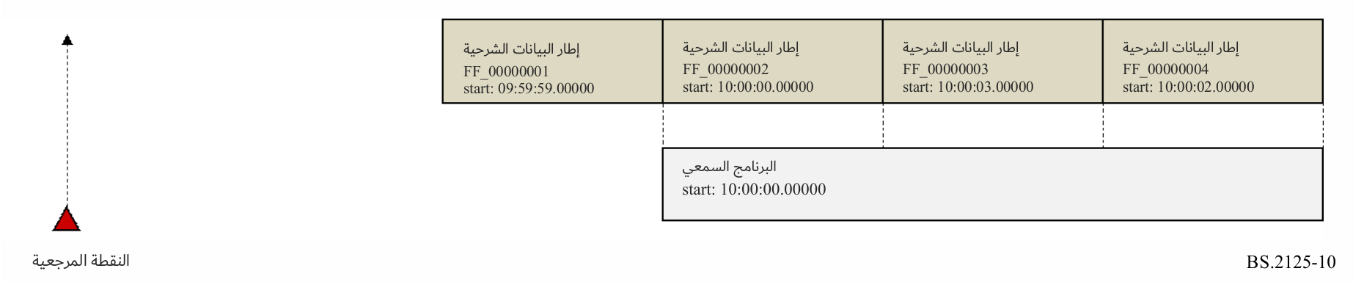 إطار البيانات الشرحية
FF_00000001
start: 09:59:59.00000
إطار البيانات الشرحية
FF_00000002
start: 10:00:00.00000
إطار البيانات الشرحية
FF_00000003
start: 10:00:03.00000
إطار البيانات الشرحية
FF_00000004
start: 10:00:02.00000
البرنامج السمعي
start: 10:00:00.00000
النقطة المرجعية
BS.2125-10